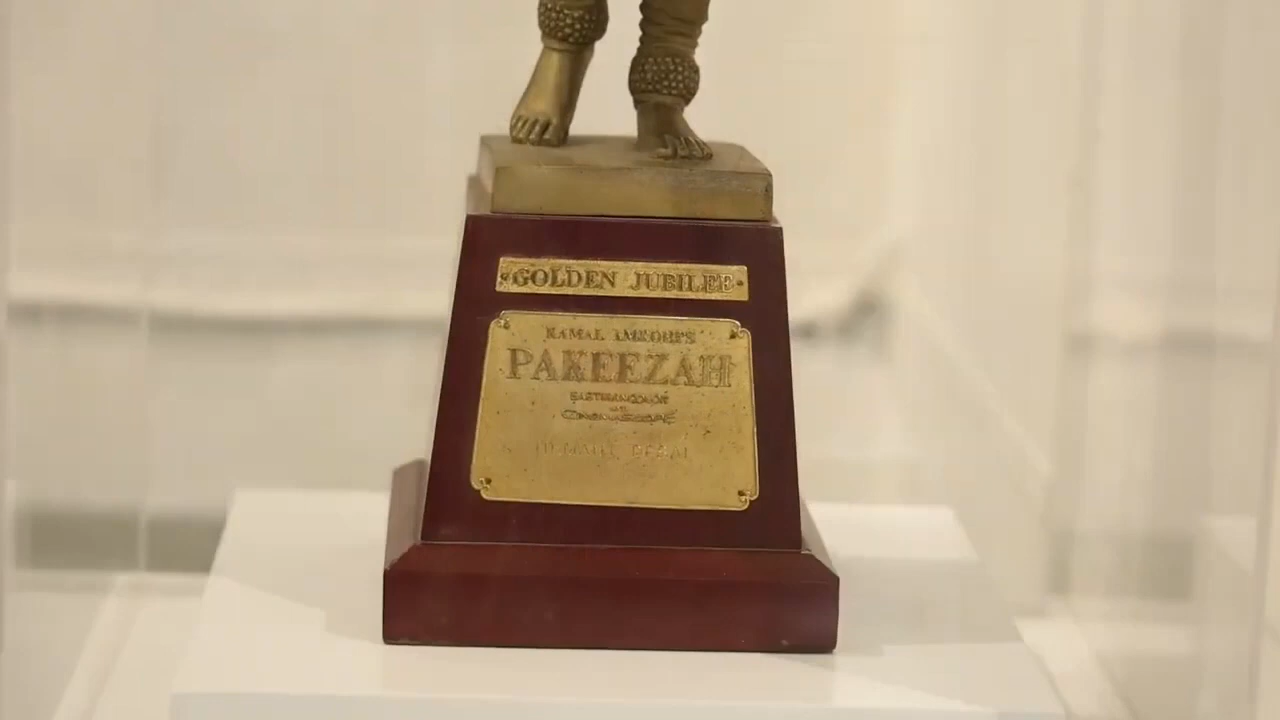 GOLDEN JUBILEE
KAMAL AMROHI'S
PAKEEZAH
EASTMANCOLOR
CINEMASCOPE